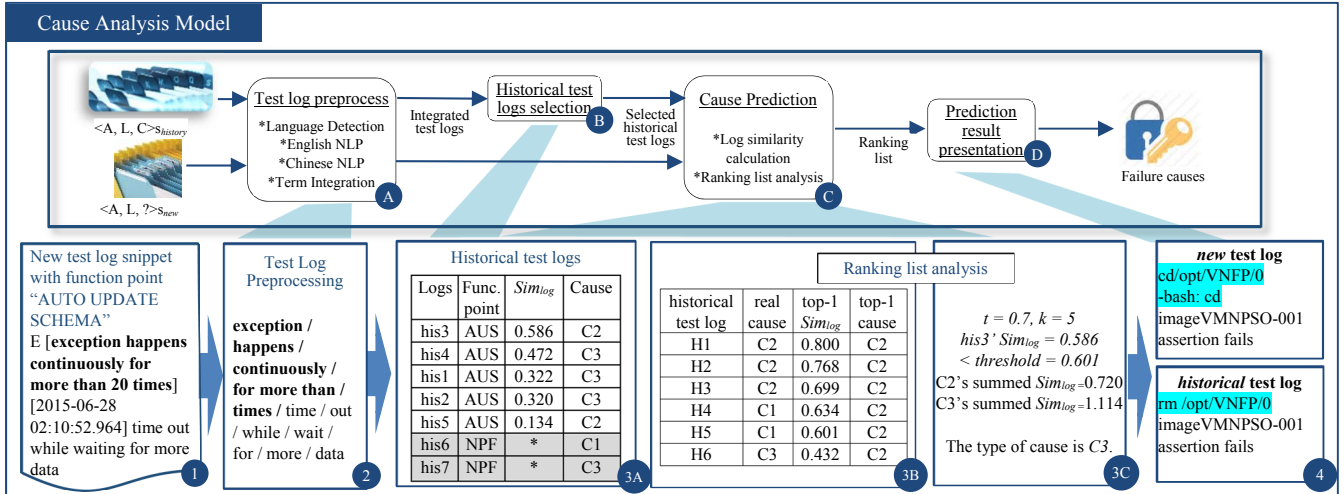 Cause Analysis Model
<A, L, C>s_history
<A, L, ?>s_new
Test log preprocess
*Language Detection
*English NLP
*Chinese NLP
*Term Integration
A
Integrated
test logs
Historical test
logs selection
B
Selected
historical
test logs
Cause Prediction
*Log similarity
calculation
*Ranking list analysis
C
Ranking
list
Prediction
result
presentation
D
Failure causes
New test log snippet
with function point
“AUTO UPDATE
SCHEMA”
E [exception happens
continuously for
more than 20 times]
[2015-06-28
02:10:52.964] time out
while waiting for more
data
1
Test Log
Preprocessing
exception /
happens /
continuously /
for more than /
times / time / out
/ while / wait /
for / more / data
2
Historical test logs
Logs Func. point Sim_log Cause
his3 AUS 0.586 C2
his4 AUS 0.472 C3
his1 AUS 0.322 C3
his2 AUS 0.320 C3
his5 AUS 0.134 C2
his6 NPF * C1
his7 NPF * C3
3A
Ranking list analysis
historical test log real cause top-1 Sim_log top-1 cause
H1 C2 0.800 C2
H2 C2 0.768 C2
H3 C2 0.699 C2
H4 C1 0.634 C2
H5 C1 0.601 C2
H6 C3 0.432 C2
3B
t = 0.7, k = 5
his3’ Sim_log = 0.586
< threshold = 0.601
C2’s summed Sim_log=0.720
C3’s summed Sim_log=1.114
The type of cause is C3.
3C
new test log
cd/opt/VNFP/0
-bash: cd
imageVMNPSO-001
assertion fails
historical test log
rm /opt/VNFP/0
imageVMNPSO-001
assertion fails
4